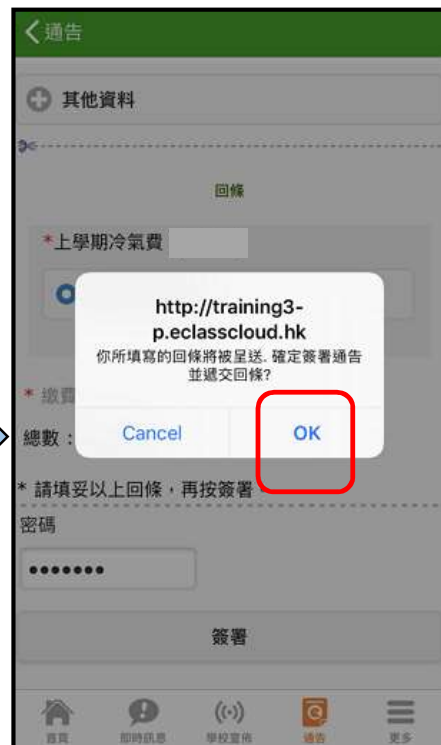 通告
其他資料
回條
*上學期冷氣費
http://training3-
p.eclasscloud.hk
你所填寫的回條將被呈送. 確定簽署通告
並遞交回條?
Cancel
OK
* 繳費
總數：
* 請填妥以上回條，再按簽署
密碼
•••••••
簽署
首頁
即時訊息
學校宣佈
通告
更多